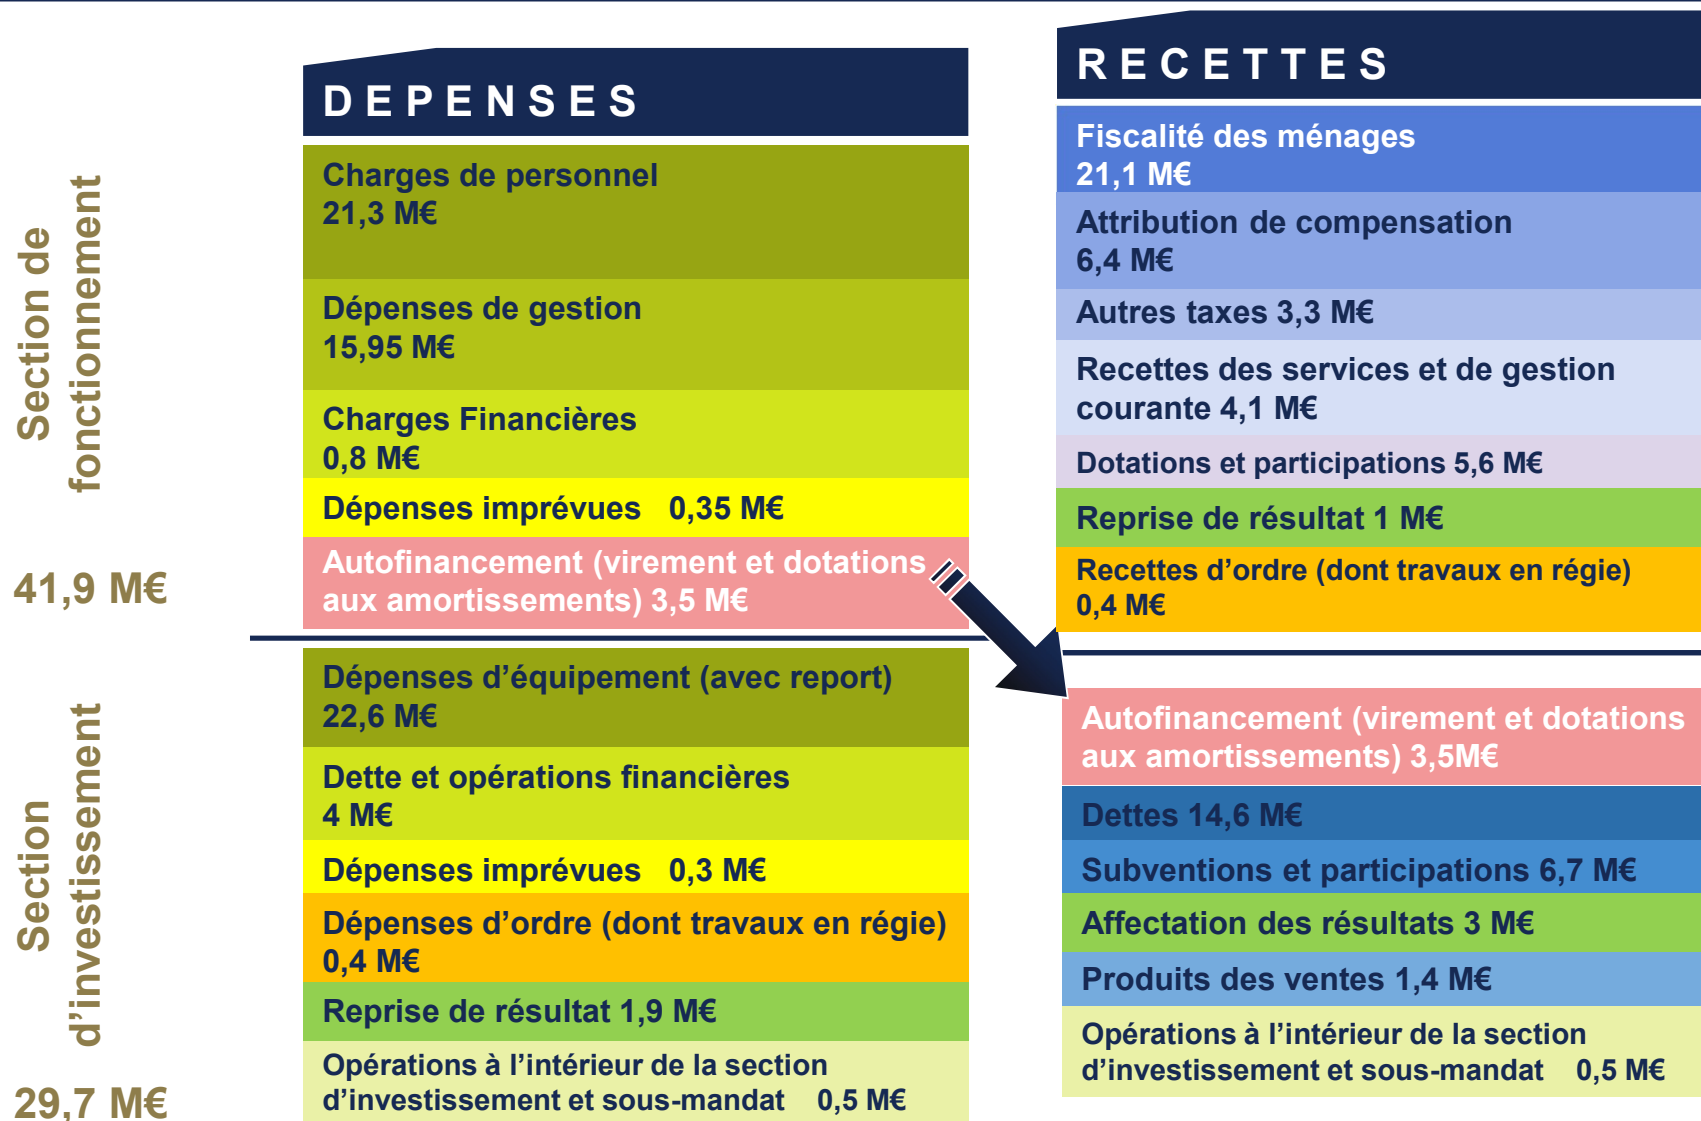 DEPENSES
RECETTES
Section de
fonctionnement
41,9 M€
Charges de personnel
21,3 M€
Dépenses de gestion
15,95 M€
Charges Financières
0,8 M€
Dépenses imprévues 0,35 M€
Autofinancement (virement et dotations
aux amortissements) 3,5 M€
Fiscalité des ménages
21,1 M€
Attribution de compensation
6,4 M€
Autres taxes 3,3 M€
Recettes des services et de gestion
courante 4,1 M€
Dotations et participations 5,6 M€
Reprise de résultat 1 M€
Recettes d’ordre (dont travaux en régie)
0,4 M€
Section
d’investissement
29,7 M€
Dépenses d’équipement (avec report)
22,6 M€
Dette et opérations financières
4 M€
Dépenses imprévues 0,3 M€
Dépenses d’ordre (dont travaux en régie)
0,4 M€
Reprise de résultat 1,9 M€
Opérations à l’intérieur de la section
d’investissement et sous-mandat 0,5 M€
Autofinancement (virement et dotations
aux amortissements) 3,5M€
Dettes 14,6 M€
Subventions et participations 6,7 M€
Affectation des résultats 3 M€
Produits des ventes 1,4 M€
Opérations à l’intérieur de la section
d’investissement et sous-mandat 0,5 M€